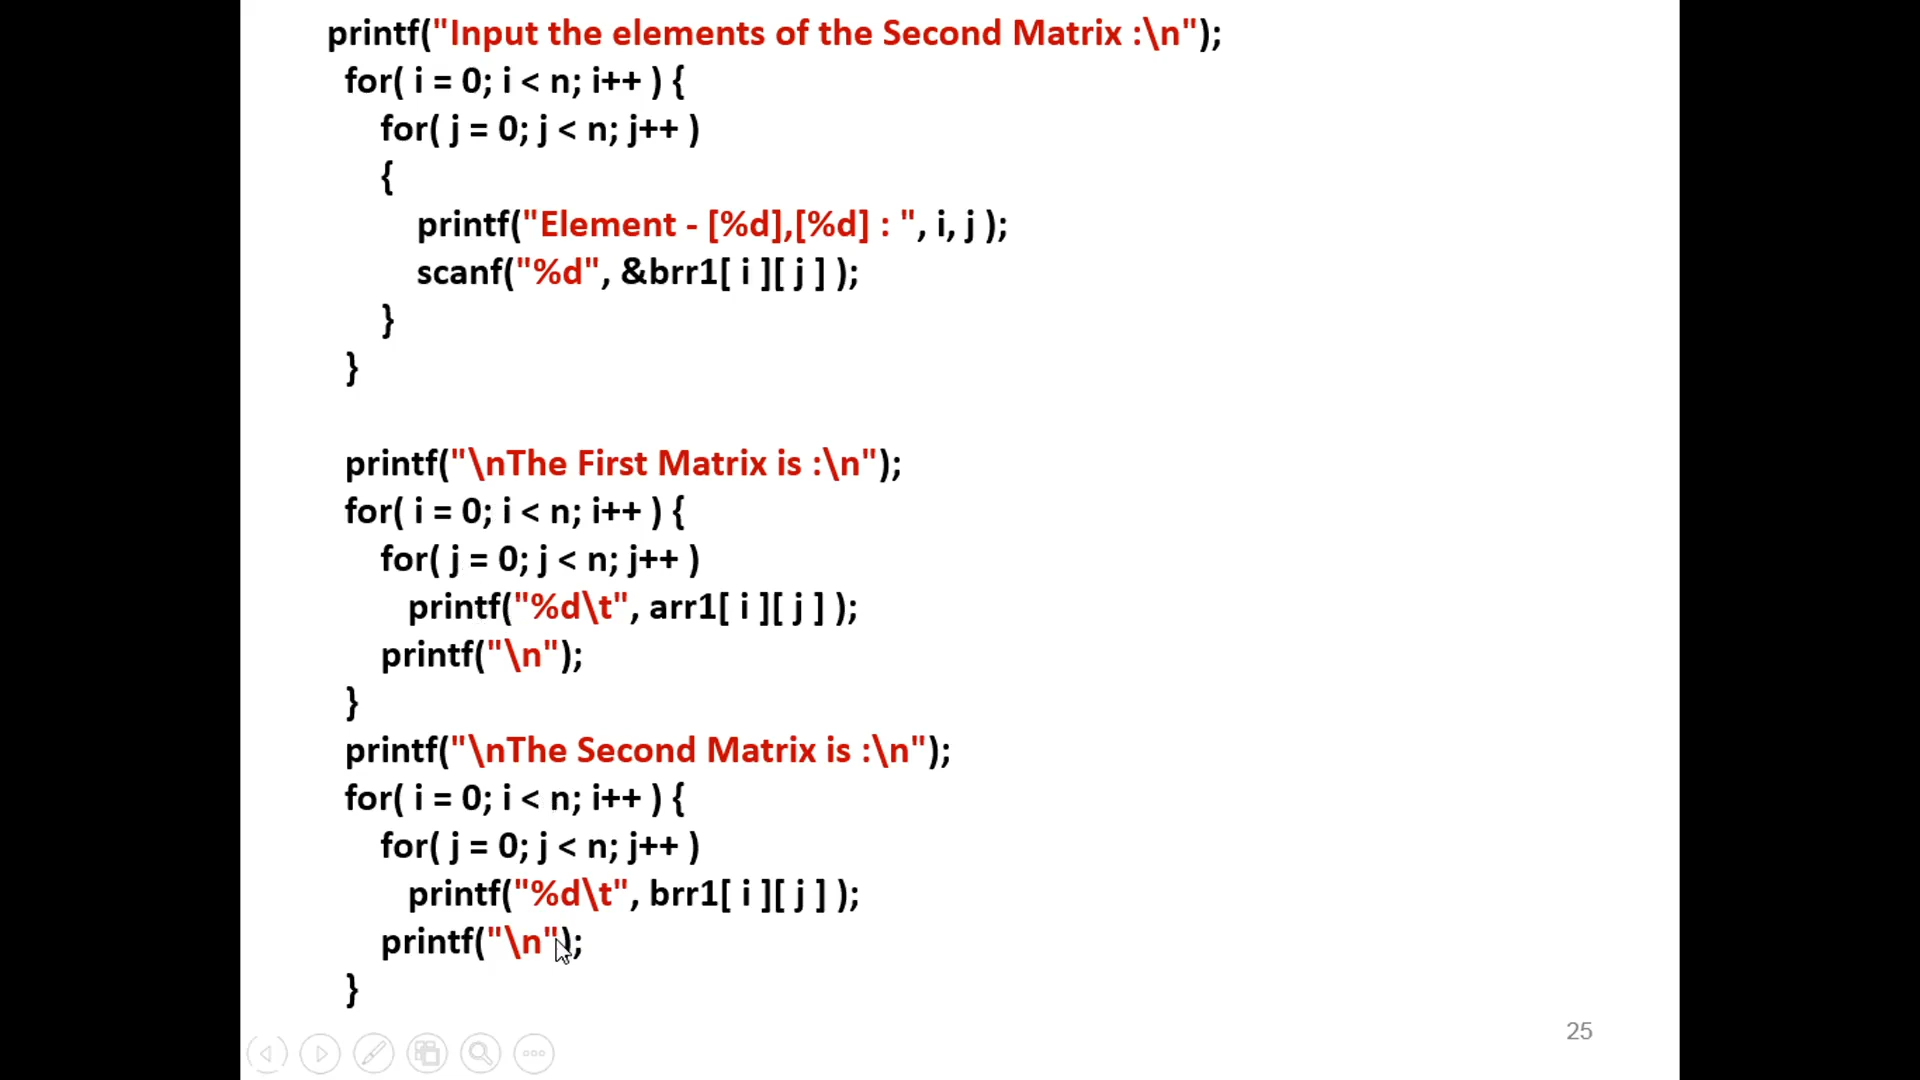 printf("Input the elements of the Second Matrix :\n");
for( i = 0; i < n; i++ ) {
for( j = 0; j < n; j++ )
{
printf("Element - [%d],[%d] : ", i, j );
scanf("%d", &brr1[ i ][ j ] );
}
}
printf("\nThe First Matrix is :\n");
for( i = 0; i < n; i++ ) {
for( j = 0; j < n; j++ )
printf("%d\t", arr1[ i ][ j ] );
printf("\n");
}
printf("\nThe Second Matrix is :\n");
for( i = 0; i < n; i++ ) {
for( j = 0; j < n; j++ )
printf("%d\t", brr1[ i ][ j ] );
printf("\n");
}
25